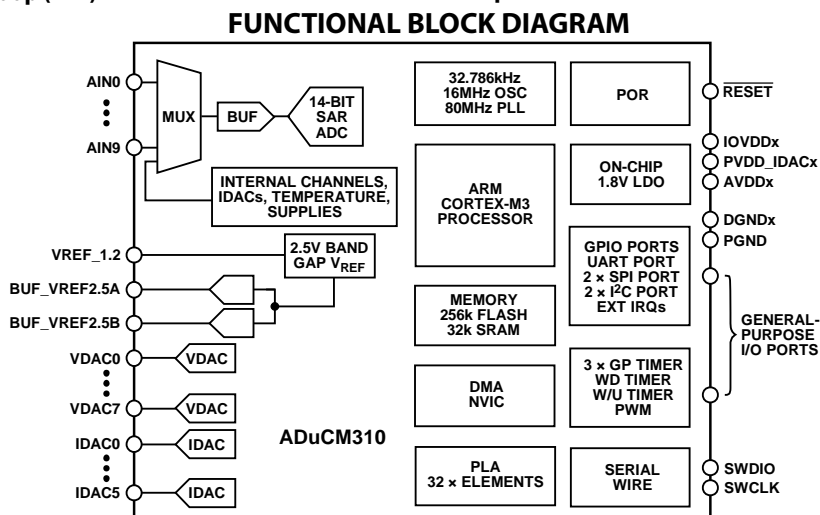 FUNCTIONAL BLOCK DIAGRAM
AIN0
AIN9
MUX
BUF
14-BIT
SAR
ADC
INTERNAL CHANNELS,
IDACs, TEMPERATURE,
SUPPLIES
VREF_1.2
2.5V BAND
GAP VREF
BUF_VREF2.5A
BUF_VREF2.5B
VDAC0
VDAC
VDAC7
VDAC
IDAC0
IDAC
IDAC5
IDAC
ADuCM310
32.786kHz
16MHz OSC
80MHz PLL
ARM
CORTEX-M3
PROCESSOR
MEMORY
256k FLASH
32k SRAM
DMA
NVIC
PLA
32 × ELEMENTS
POR
ON-CHIP
1.8V LDO
GPIO PORTS
UART PORT
2 × SPI PORT
2 × I2C PORT
EXT IRQs
3 × GP TIMER
WD TIMER
W/U TIMER
PWM
SERIAL
WIRE
RESET
IOVDDx
PVDD_IDACx
AVDDx
DGNDx
PGND
GENERAL-
PURPOSE
I/O PORTS
SWDIO
SWCLK